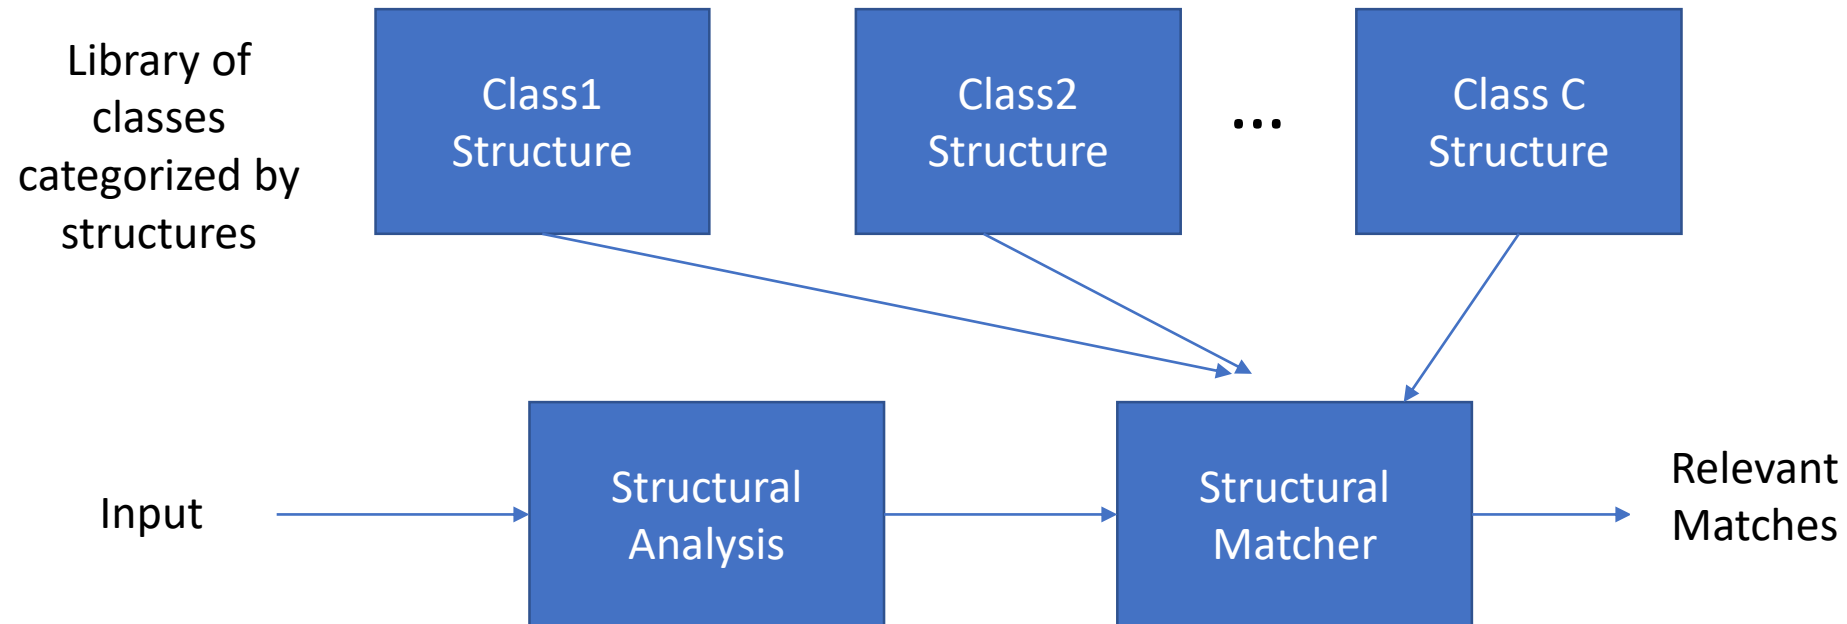 Library of
classes
categorized by
structures
Class1
Structure
Class2
Structure
...
Class C
Structure
Input
Structural
Analysis
Structural
Matcher
Relevant
Matches